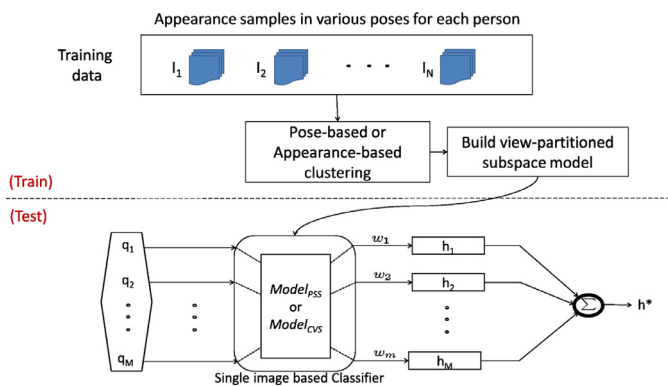 Appearance samples in various poses for each person
Training
data
I1
I2
. . .
IN
Pose-based or
Appearance-based
clustering
Build view-partitioned
subspace model
(Train)
(Test)
q1
q2
qM
ModelPSS
or
ModelCVS
Single image based Classifier
w1
w2
wm
h1
h2
hM
Σ
h*